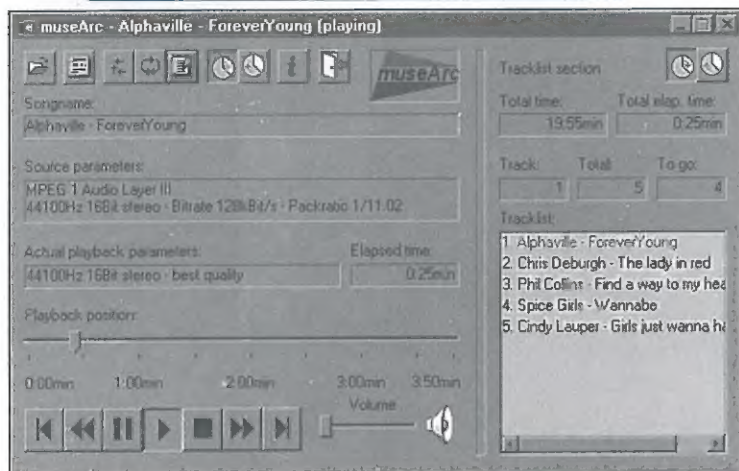 museArc - Alphaville - ForeverYoung (playing)
museArc
Songname:
Alphaville - ForeverYoung
Source parameters:
MPEG 1 Audio Layer III
44100Hz 16Bit stereo - Bitrate 128kBit/s - Packratio 1/11.02
Actual playback parameters:
Elapsed time:
44100Hz 16Bit stereo - best quality
0:25min
Playback position:
0:00min 1:00min 2:00min 3:00min 3:50min
Volume
Tracklist section
Total time:
Total elap. time:
19:55min
0:25min
Track:
Total:
To go:
1
5
4
Tracklist:
1. Alphaville - ForeverYoung
2. Chris Deburgh - The lady in red
3. Phil Collins - Find a way to my hea
4. Spice Girls - Wannabe
5. Cindy Lauper - Girls just wanna ha